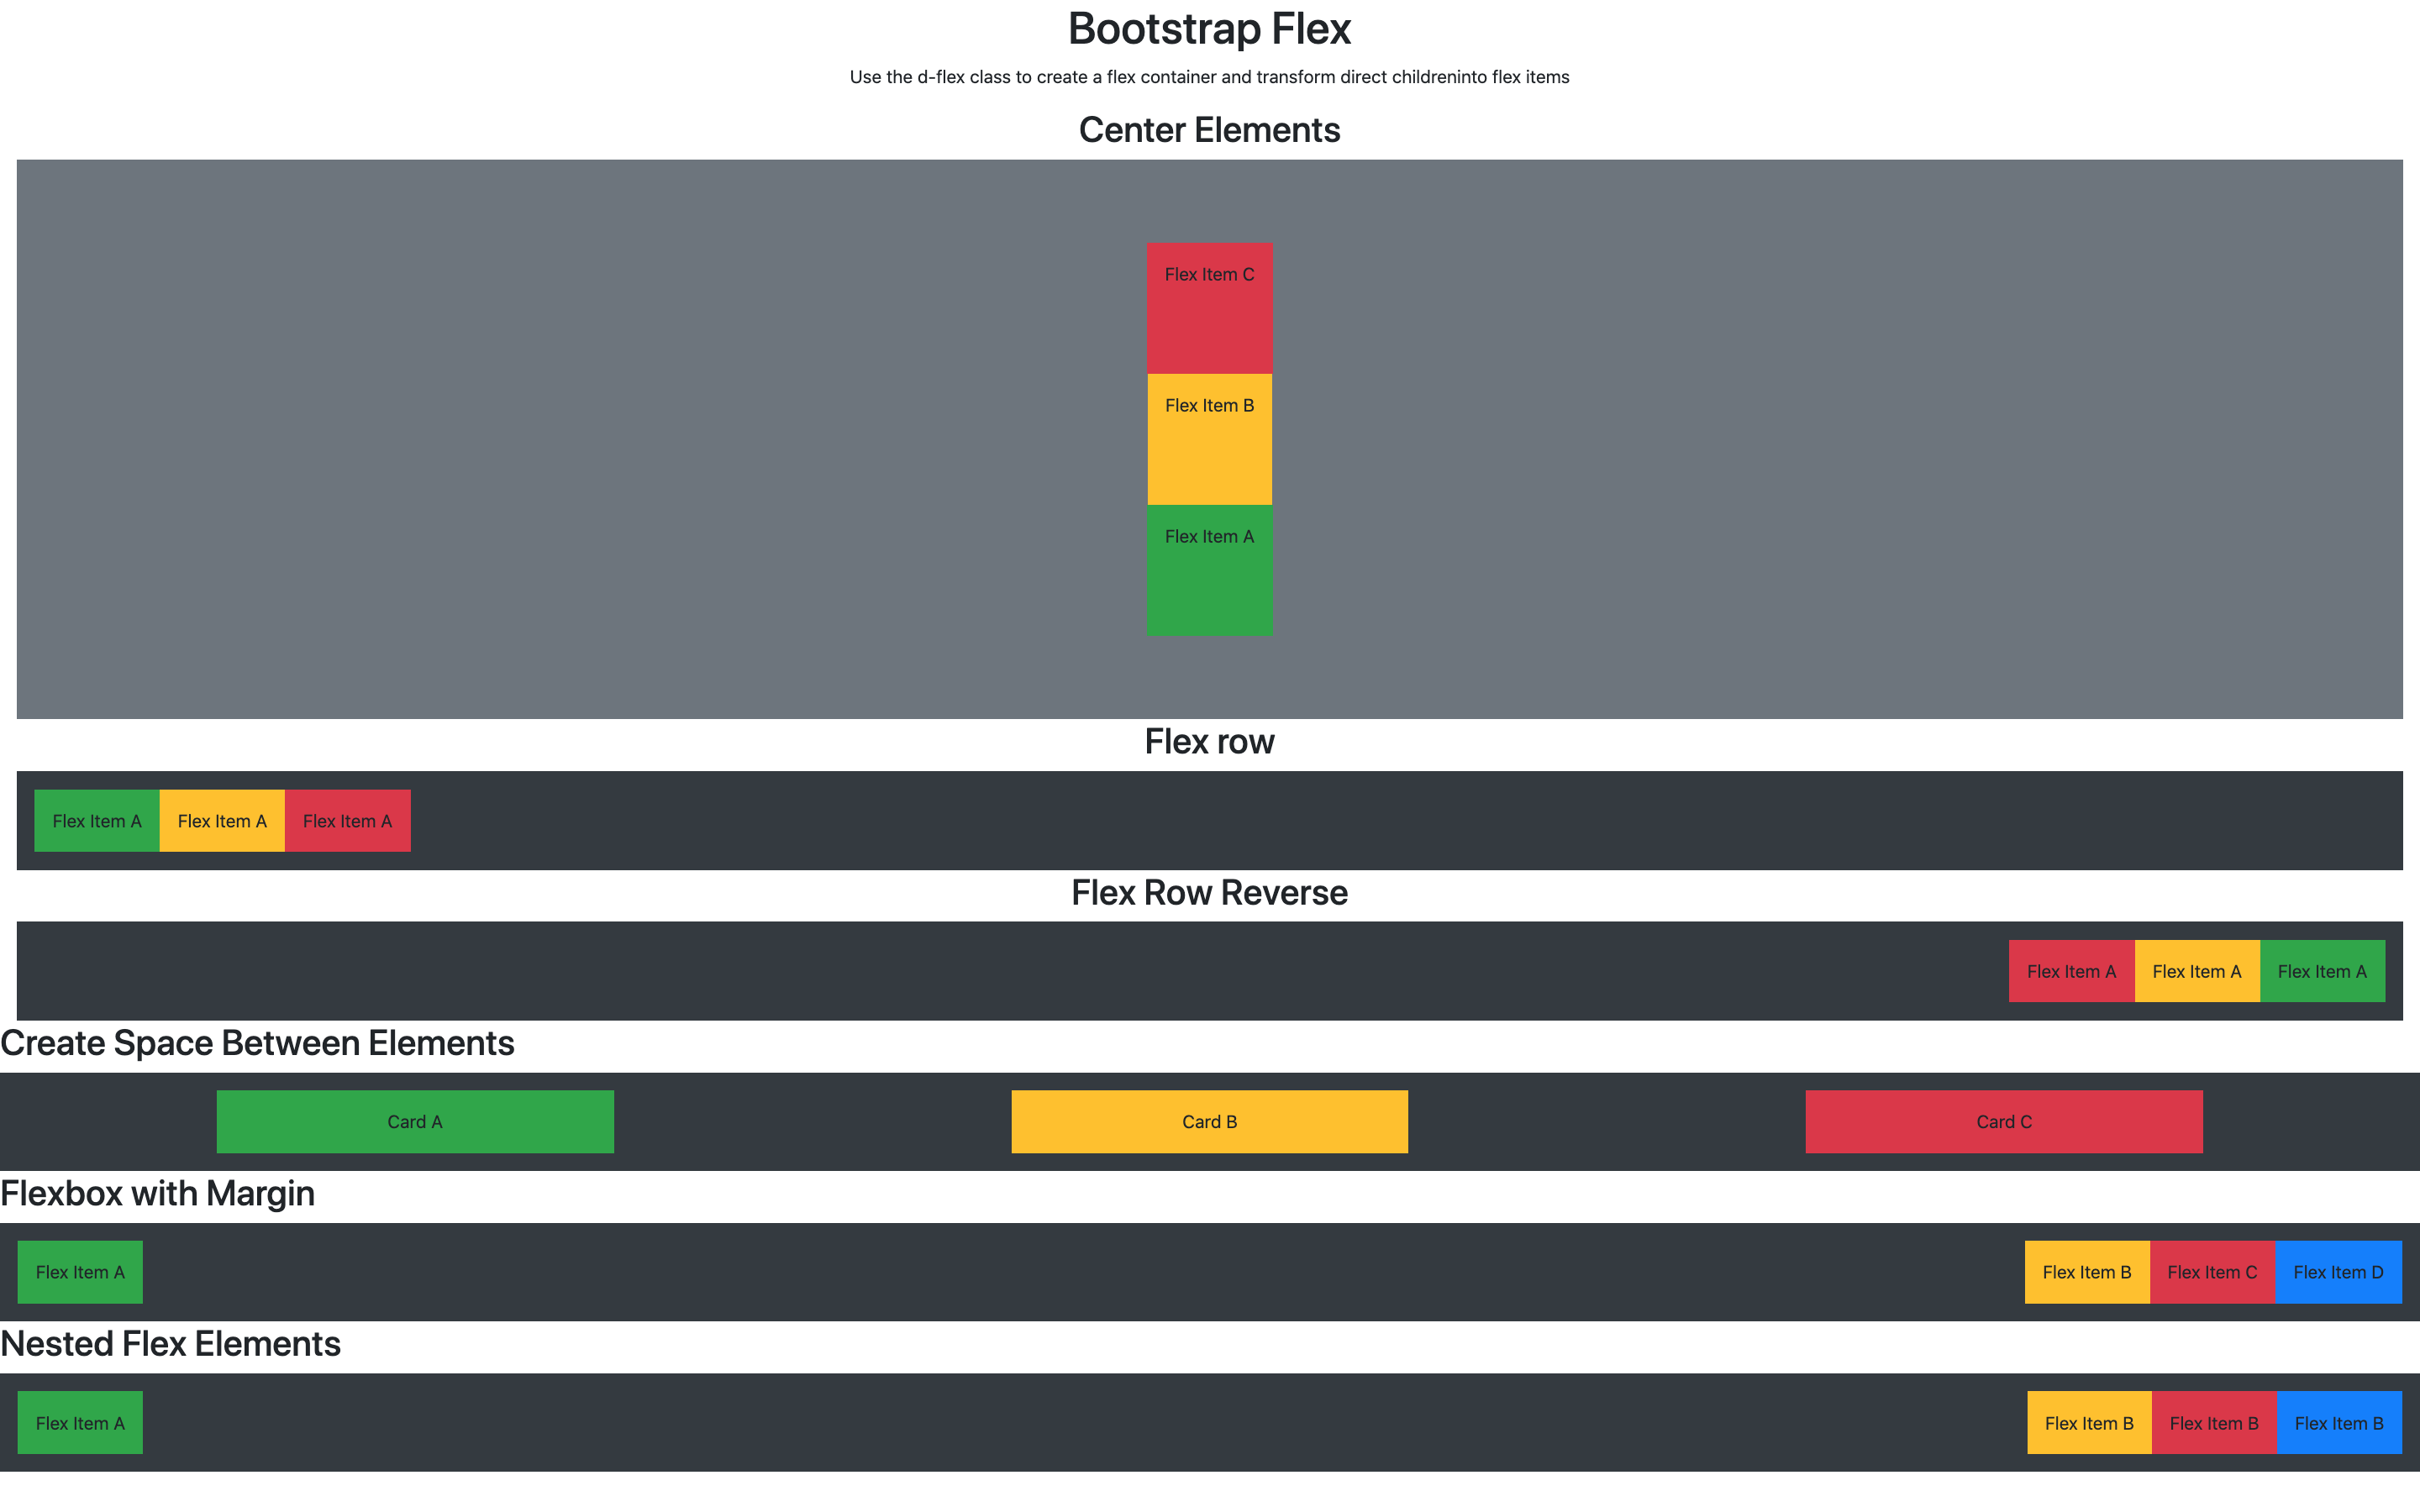 Bootstrap Flex
Use the d-flex class to create a flex container and transform direct childreninto flex items
Center Elements
Flex Item C
Flex Item B
Flex Item A
Flex row
Flex Item A Flex Item A Flex Item A
Flex Row Reverse
Flex Item A Flex Item A Flex Item A
Create Space Between Elements
Card A Card B Card C
Flexbox with Margin
Flex Item A Flex Item B Flex Item C Flex Item D
Nested Flex Elements
Flex Item A Flex Item B Flex Item B Flex Item B